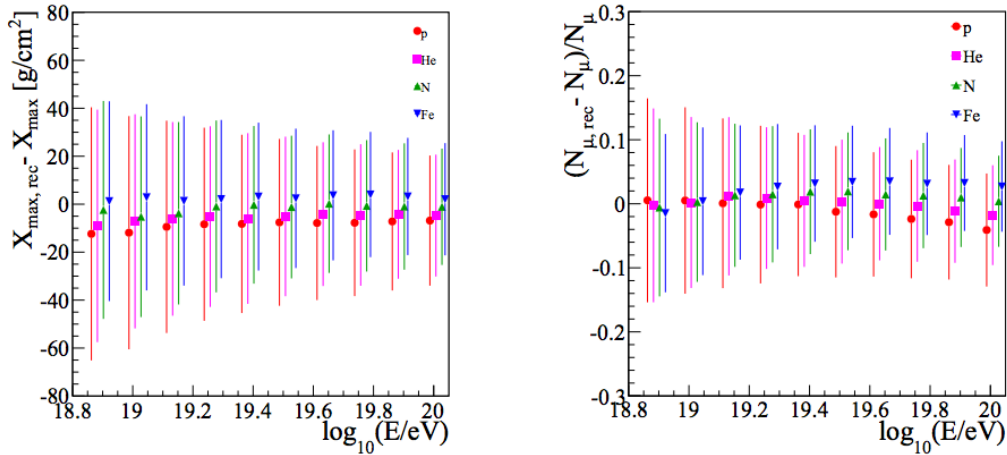 X_max, rec - X_max [g/cm²]
80
60
40
20
0
-20
-40
-60
-80
p
He
N
Fe
18.8 19 19.2 19.4 19.6 19.8 20
log₁₀(E/eV)
(N_μ, rec - N_μ)/N_μ
0.3
0.2
0.1
0
-0.1
-0.2
-0.3
p
He
N
Fe
18.8 19 19.2 19.4 19.6 19.8 20
log₁₀(E/eV)